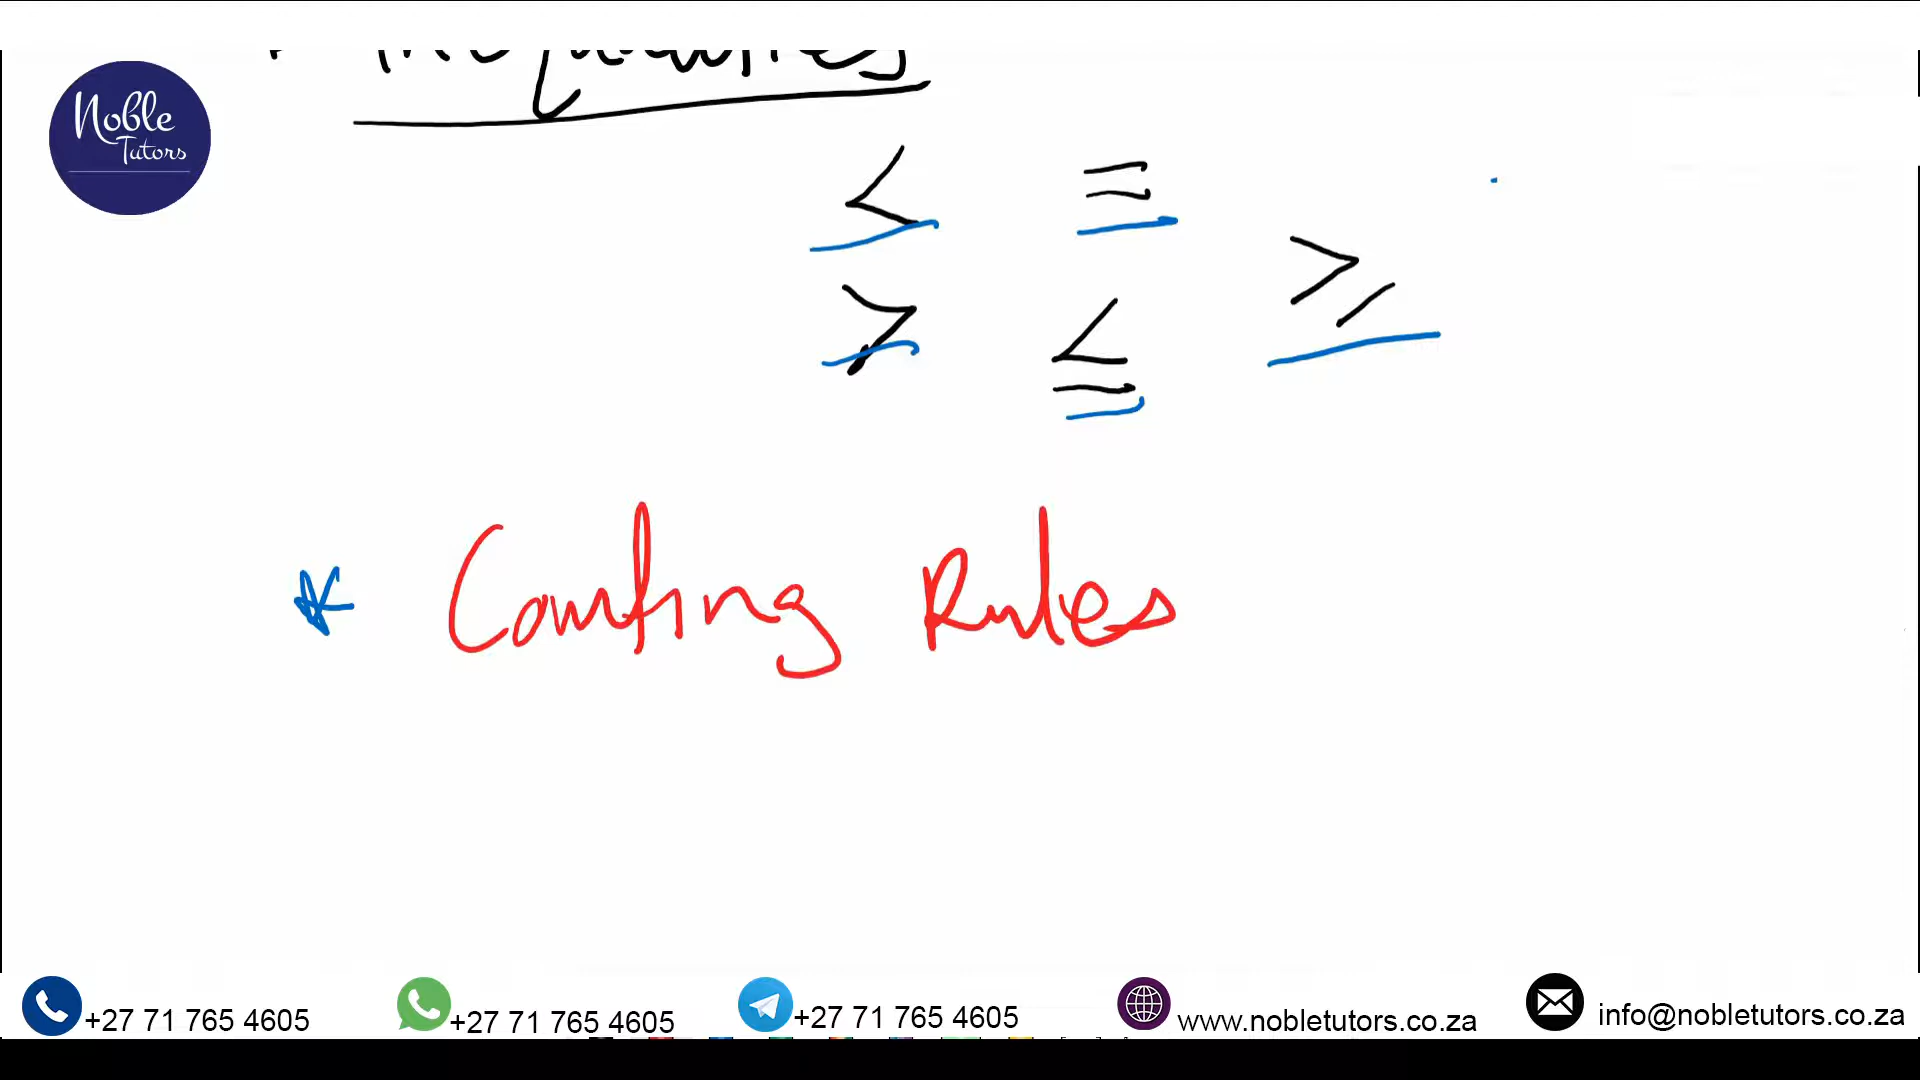 Inequalities
Noble
Tutors
< =
> ≤ ≥
* Counting Rules
+27 71 765 4605
+27 71 765 4605
+27 71 765 4605
www.nobletutors.co.za
info@nobletutors.co.za